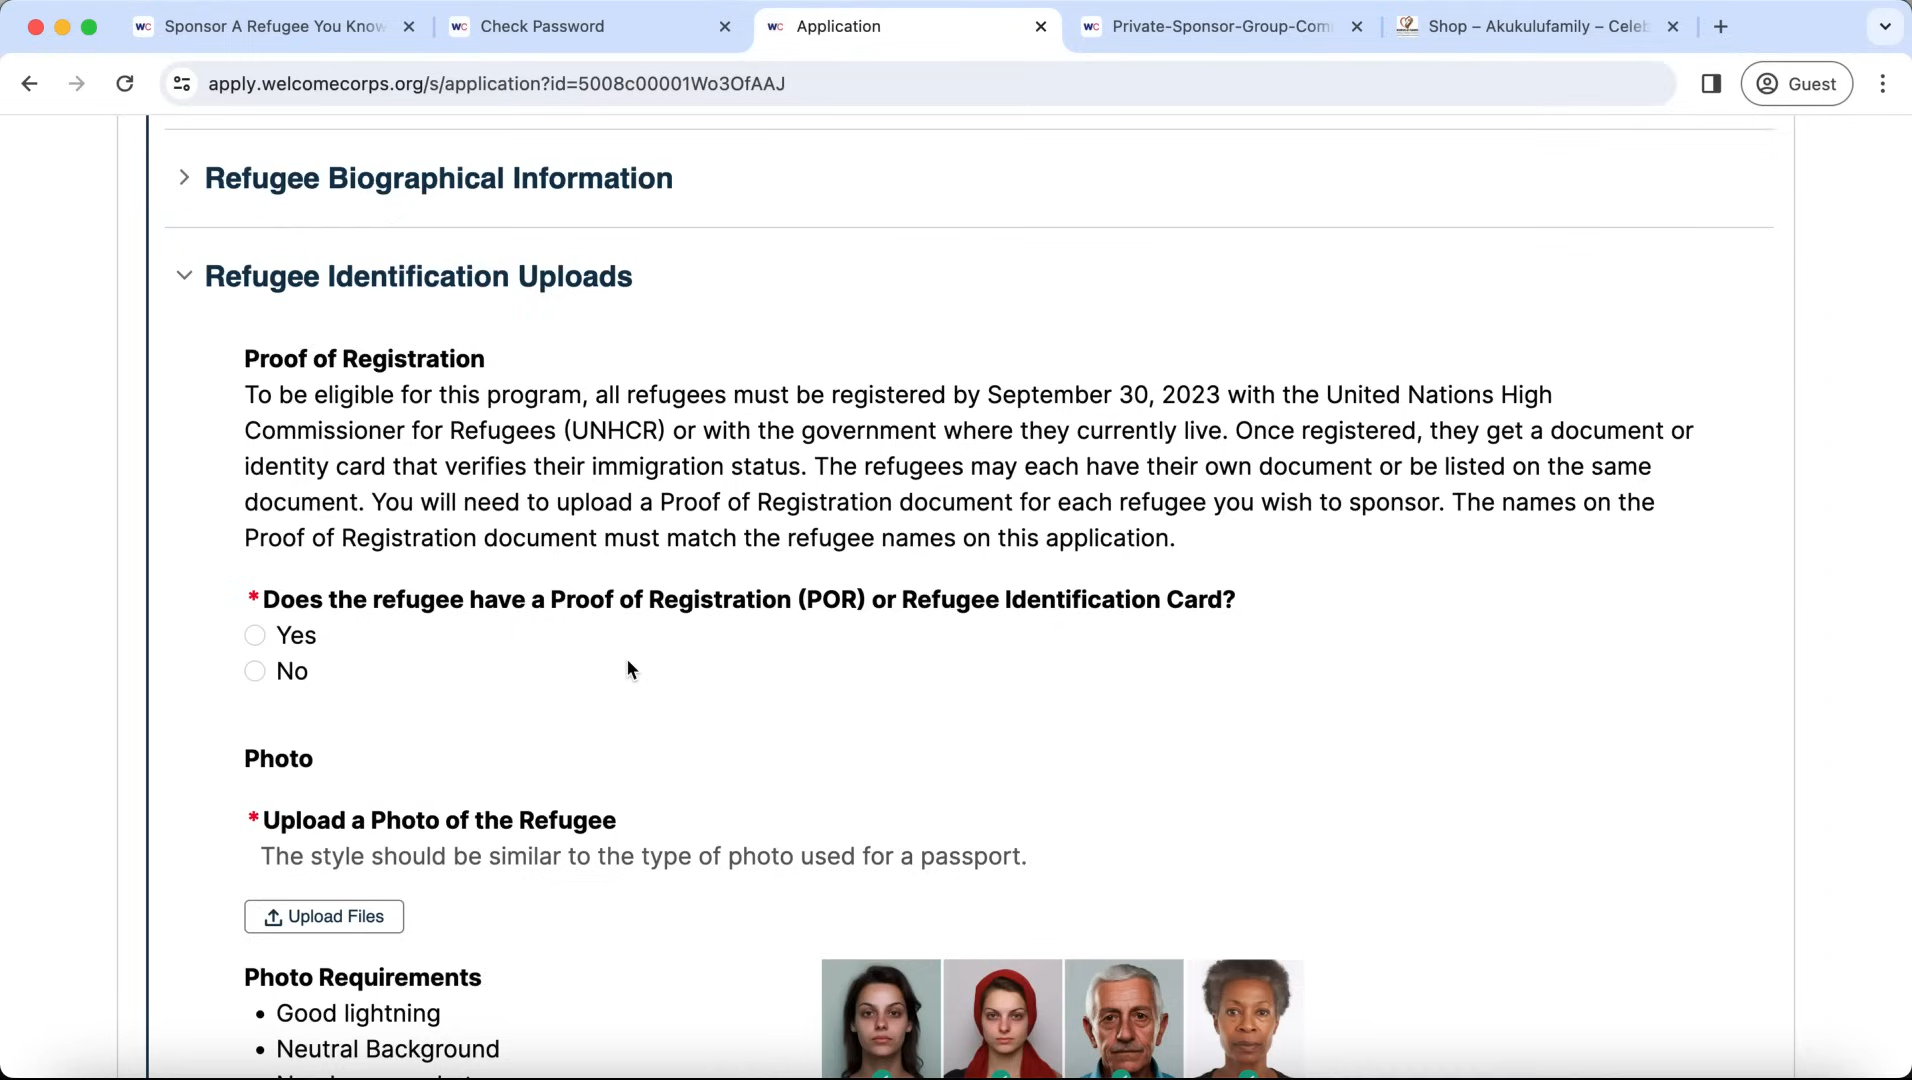 WC Sponsor A Refugee You Know
WC Check Password
WC Application
WC Private-Sponsor-Group-Com
Shop – Akukulufamily – Celeb
apply.welcomecorps.org/s/application?id=5008c00001Wo3OfAAJ
Guest
Refugee Biographical Information
Refugee Identification Uploads
Proof of Registration
To be eligible for this program, all refugees must be registered by September 30, 2023 with the United Nations High
Commissioner for Refugees (UNHCR) or with the government where they currently live. Once registered, they get a document or
identity card that verifies their immigration status. The refugees may each have their own document or be listed on the same
document. You will need to upload a Proof of Registration document for each refugee you wish to sponsor. The names on the
Proof of Registration document must match the refugee names on this application.
*Does the refugee have a Proof of Registration (POR) or Refugee Identification Card?
Yes
No
Photo
*Upload a Photo of the Refugee
The style should be similar to the type of photo used for a passport.
Upload Files
Photo Requirements
• Good lightning
• Neutral Background